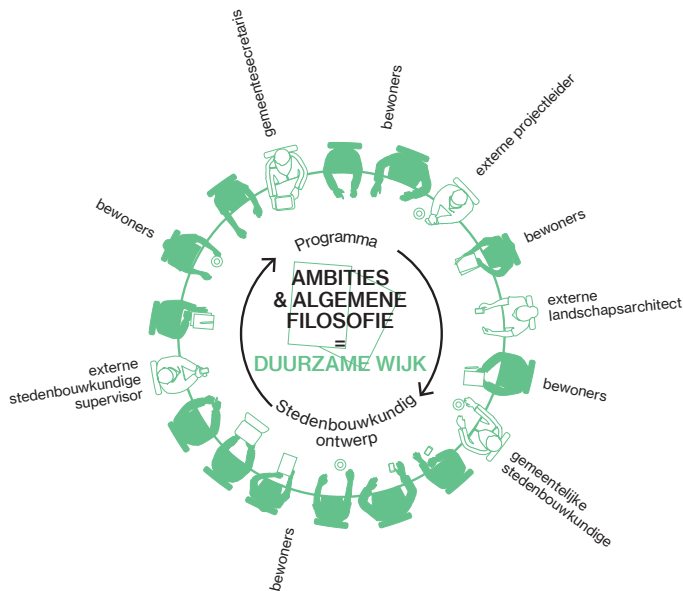 gemeentesecretaris
bewoners
externe projectleider
bewoners
bewoners
externe
landschapsarchitect
bewoners
gemeentelijke
stedenbouwkundige
bewoners
externe
stedenbouwkundige
supervisor
Programma
AMBITIES
& ALGEMENE
FILOSOFIE
=
DUURZAME WIJK
Stedenbouwkundig
ontwerp